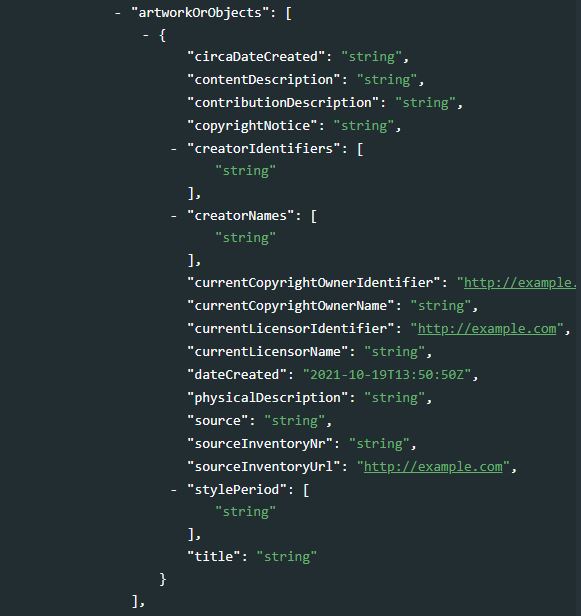 - "artworkOrObjects": [
- {
"circaDateCreated": "string",
"contentDescription": "string",
"contributionDescription": "string",
"copyrightNotice": "string",
- "creatorIdentifiers": [
"string"
],
- "creatorNames": [
"string"
],
"currentCopyrightOwnerIdentifier": "http://example.
"currentCopyrightOwnerName": "string",
"currentLicensorIdentifier": "http://example.com",
"currentLicensorName": "string",
"dateCreated": "2021-10-19T13:50:50Z",
"physicalDescription": "string",
"source": "string",
"sourceInventoryNr": "string",
"sourceInventoryUrl": "http://example.com",
- "stylePeriod": [
"string"
],
"title": "string"
}
],